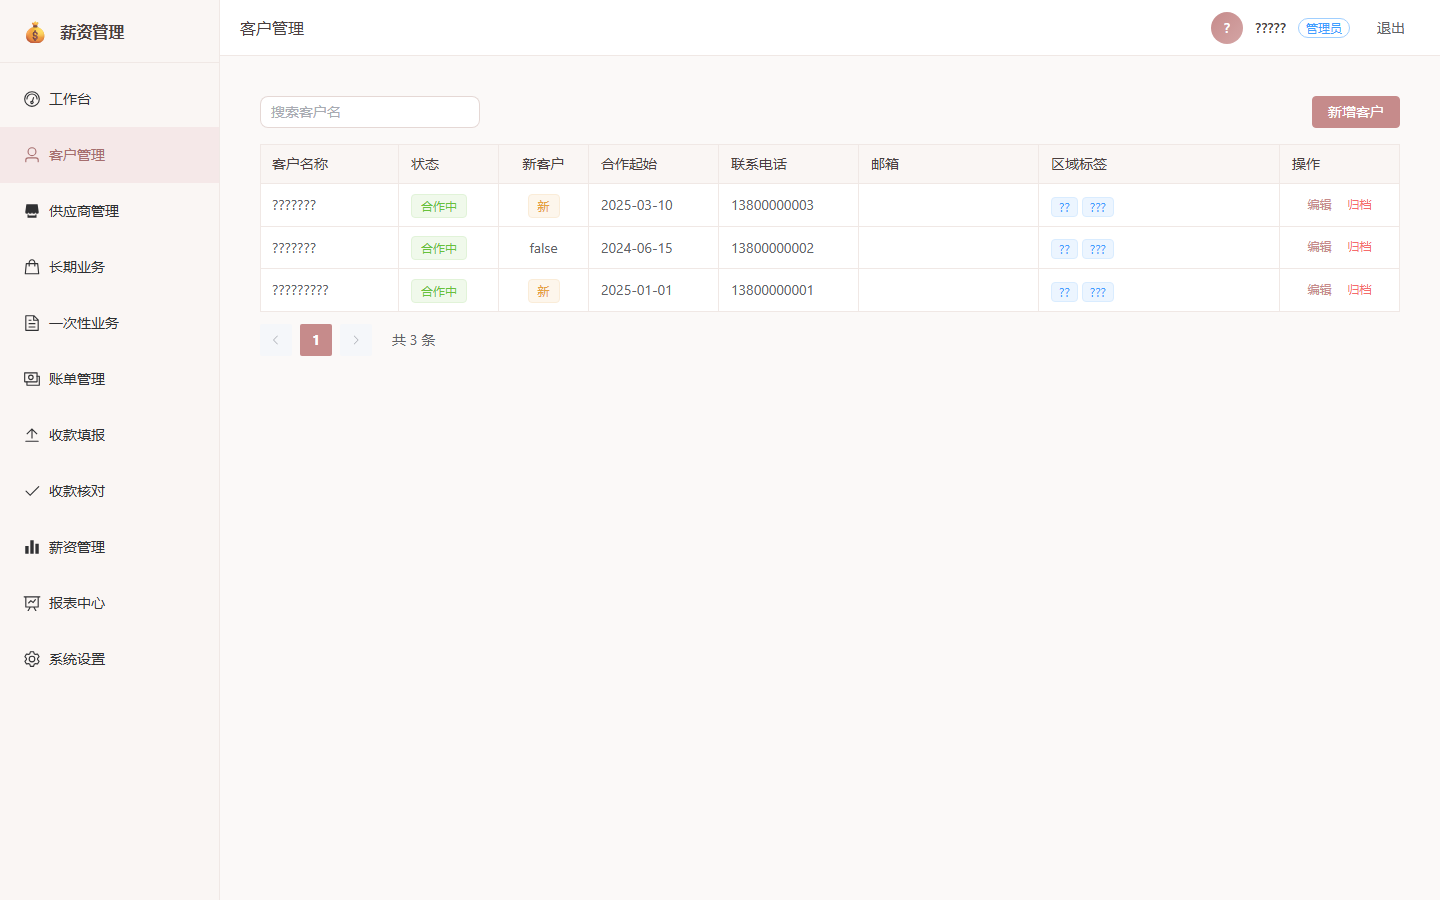 薪资管理
客户管理
? ????? 管理员 退出
工作台
客户管理
供应商管理
长期业务
一次性业务
账单管理
收款填报
收款核对
薪资管理
报表中心
系统设置
搜索客户名 新增客户
客户名称 状态 新客户 合作起始 联系电话 邮箱 区域标签 操作
??????? 合作中 新 2025-03-10 13800000003 ?? ??? 编辑 归档
??????? 合作中 false 2024-06-15 13800000002 ?? ??? 编辑 归档
????????? 合作中 新 2025-01-01 13800000001 ?? ??? 编辑 归档
1 共 3 条